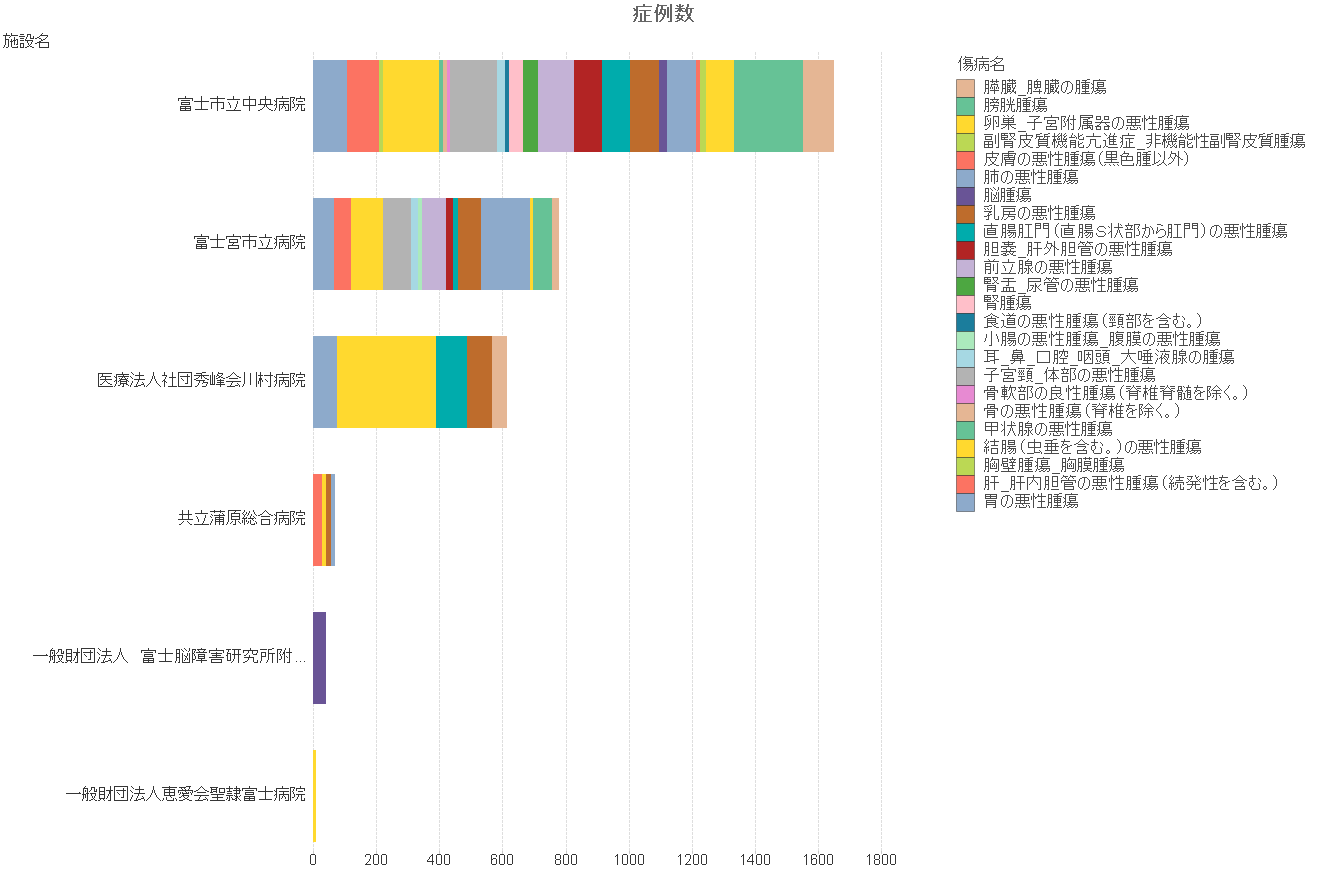 症例数
施設名
富士市立中央病院
富士宮市立病院
医療法人社団秀峰会川村病院
共立蒲原総合病院
一般財団法人　富士脳障害研究所附...
一般財団法人恵愛会聖隷富士病院
0 200 400 600 800 1000 1200 1400 1600 1800
傷病名
膵臓_脾臓の腫瘍
膀胱腫瘍
卵巣_子宮附属器の悪性腫瘍
副腎皮質機能亢進症_非機能性副腎皮質腫瘍
皮膚の悪性腫瘍(黒色腫以外)
肺の悪性腫瘍
脳腫瘍
乳房の悪性腫瘍
直腸肛門(直腸Ｓ状部から肛門)の悪性腫瘍
胆嚢_肝外胆管の悪性腫瘍
前立腺の悪性腫瘍
腎盂_尿管の悪性腫瘍
腎腫瘍
食道の悪性腫瘍(頸部を含む。)
小腸の悪性腫瘍_腹膜の悪性腫瘍
耳_鼻_口腔_咽頭_大唾液腺の腫瘍
子宮頸_体部の悪性腫瘍
骨軟部の良性腫瘍(脊椎脊髄を除く。)
骨の悪性腫瘍(脊椎を除く。)
甲状腺の悪性腫瘍
結腸(虫垂を含む。)の悪性腫瘍
胸壁腫瘍_胸膜腫瘍
肝_肝内胆管の悪性腫瘍(続発性を含む。)
胃の悪性腫瘍